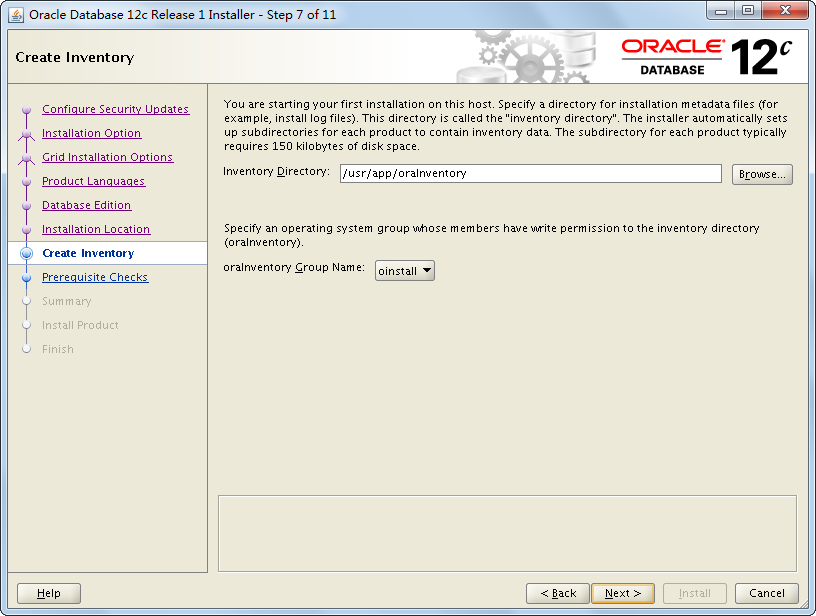 Oracle Database 12c Release 1 Installer - Step 7 of 11
Create Inventory
ORACLE®
DATABASE
12c
Configure Security Updates
Installation Option
Grid Installation Options
Product Languages
Database Edition
Installation Location
Create Inventory
Prerequisite Checks
Summary
Install Product
Finish
You are starting your first installation on this host. Specify a directory for installation metadata files (for
example, install log files). This directory is called the "inventory directory". The installer automatically sets
up subdirectories for each product to contain inventory data. The subdirectory for each product typically
requires 150 kilobytes of disk space.
Inventory Directory: /usr/app/oraInventory Browse...
Specify an operating system group whose members have write permission to the inventory directory
(oraInventory).
oraInventory Group Name: oinstall
Help < Back Next > Install Cancel